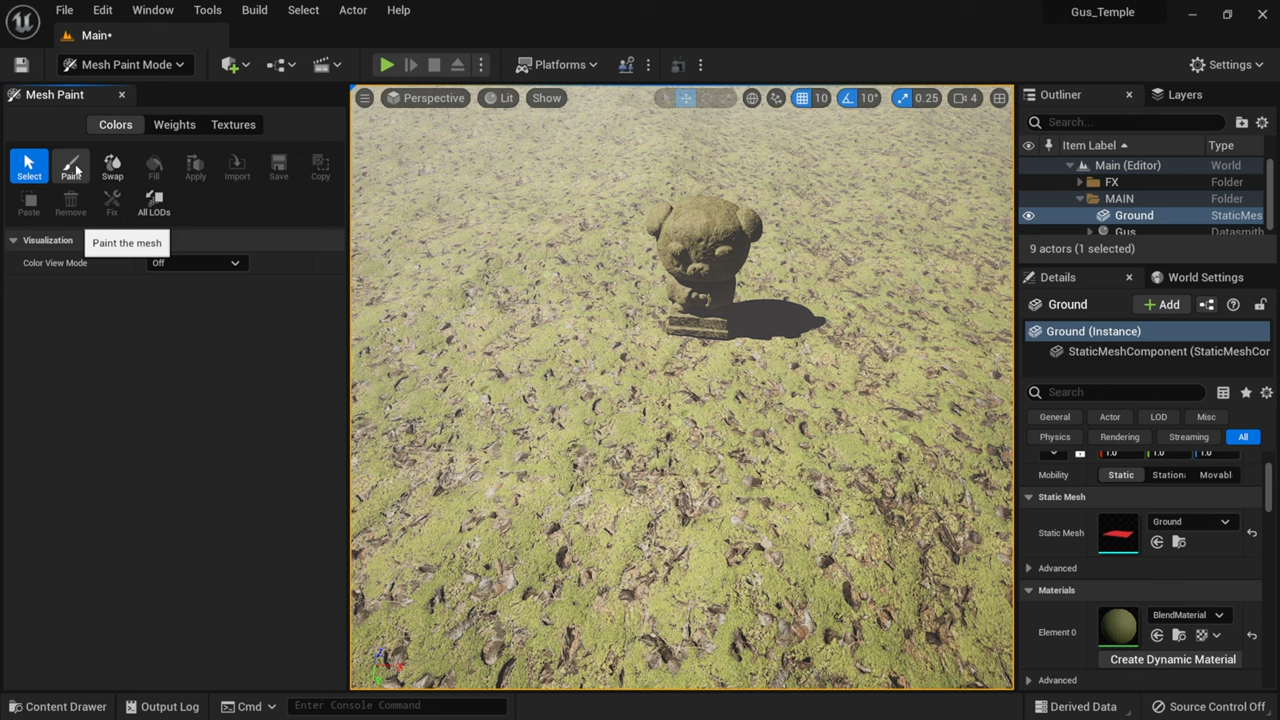 File Edit Window Tools Build Select Actor Help
Gus_Temple
Main*
Mesh Paint Mode
Platforms
Settings
Mesh Paint
Colors Weights Textures
Select Paint Swap Fill Apply Import Save Copy
Paste Remove Fix All LODs
Visualization
Paint the mesh
Color View Mode Off
Perspective Lit Show
10 10° 0.25 4
Outliner Layers
Search...
Item Label Type
Main (Editor) World
FX Folder
MAIN Folder
Ground StaticMes
Gus Datasmith
9 actors (1 selected)
Details World Settings
Ground Add
Ground (Instance)
StaticMeshComponent (StaticMeshCor
Search
General Actor LOD Misc
Physics Rendering Streaming All
1.0 1.0 1.0
Mobility Static Station Movabl
Static Mesh
Static Mesh Ground
Advanced
Materials
Element 0 BlendMaterial
Create Dynamic Material
Advanced
Content Drawer Output Log Cmd Enter Console Command
Derived Data Source Control Off